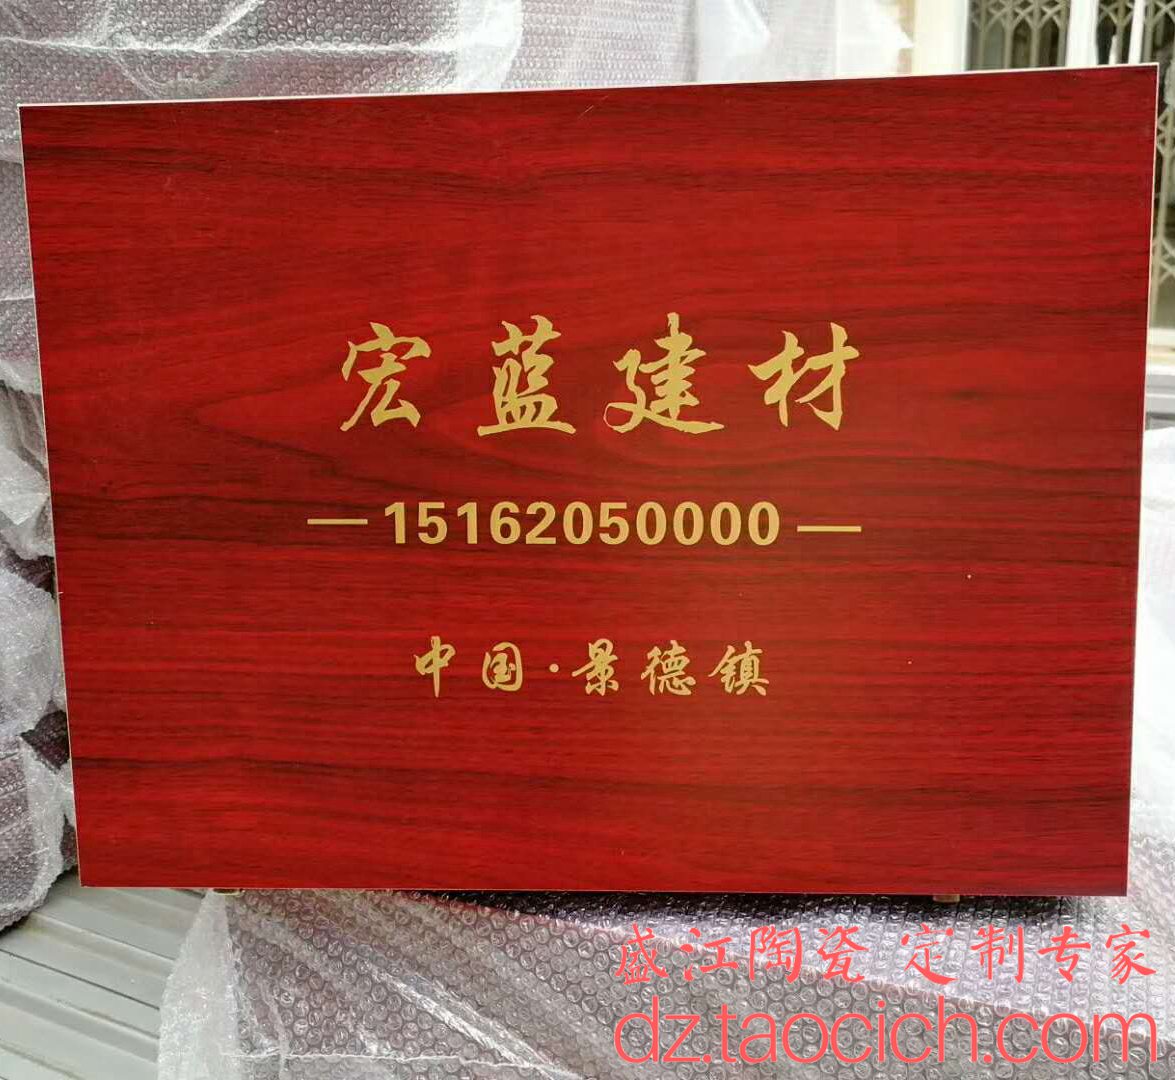 宏蓝建材
—15162050000—
中国·景德镇
盛江陶瓷 定制专家
dz.taocich.com